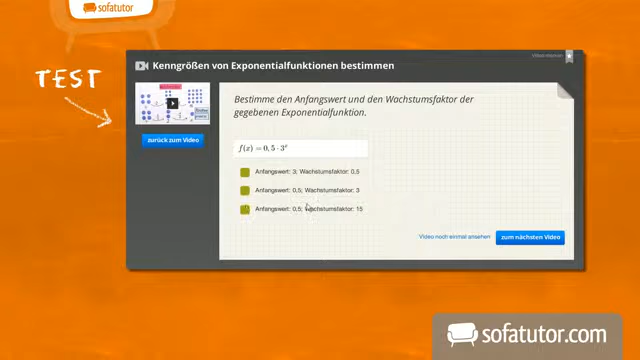 sofatutor
Kenngrößen von Exponentialfunktionen bestimmen
TEST
Bestimme den Anfangswert und den Wachstumsfaktor der
gegebenen Exponentialfunktion.
zurück zum Video
f(x) = 0,5 · 3ˣ
Anfangswert: 3; Wachstumsfaktor: 0,5
Anfangswert: 0,5; Wachstumsfaktor: 3
Anfangswert: 0,5; Wachstumsfaktor: 15
Video noch einmal ansehen
zum nächsten Video
sofatutor.com